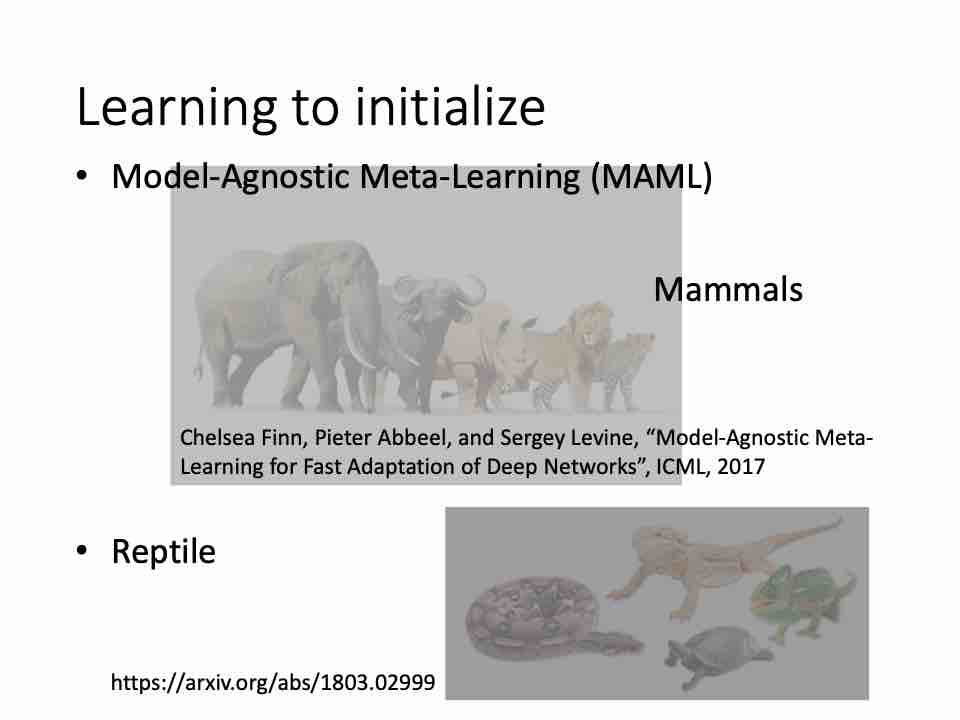 Learning to initialize
• Model-Agnostic Meta-Learning (MAML)
Mammals
Chelsea Finn, Pieter Abbeel, and Sergey Levine, “Model-Agnostic Meta-
Learning for Fast Adaptation of Deep Networks”, ICML, 2017
• Reptile
https://arxiv.org/abs/1803.02999